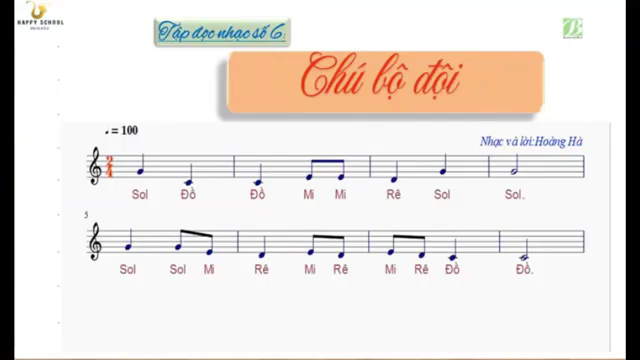 HAPPY SCHOOL
Tập đọc nhạc số 6:
Chú bộ đội
♩ = 100
Nhạc và lời:Hoàng Hà
2
4
Sol Đồ Đồ Mi Mi Rê Sol Sol.
5
Sol Sol Mi Rê Mi Rê Mi Rê Đồ Đồ.